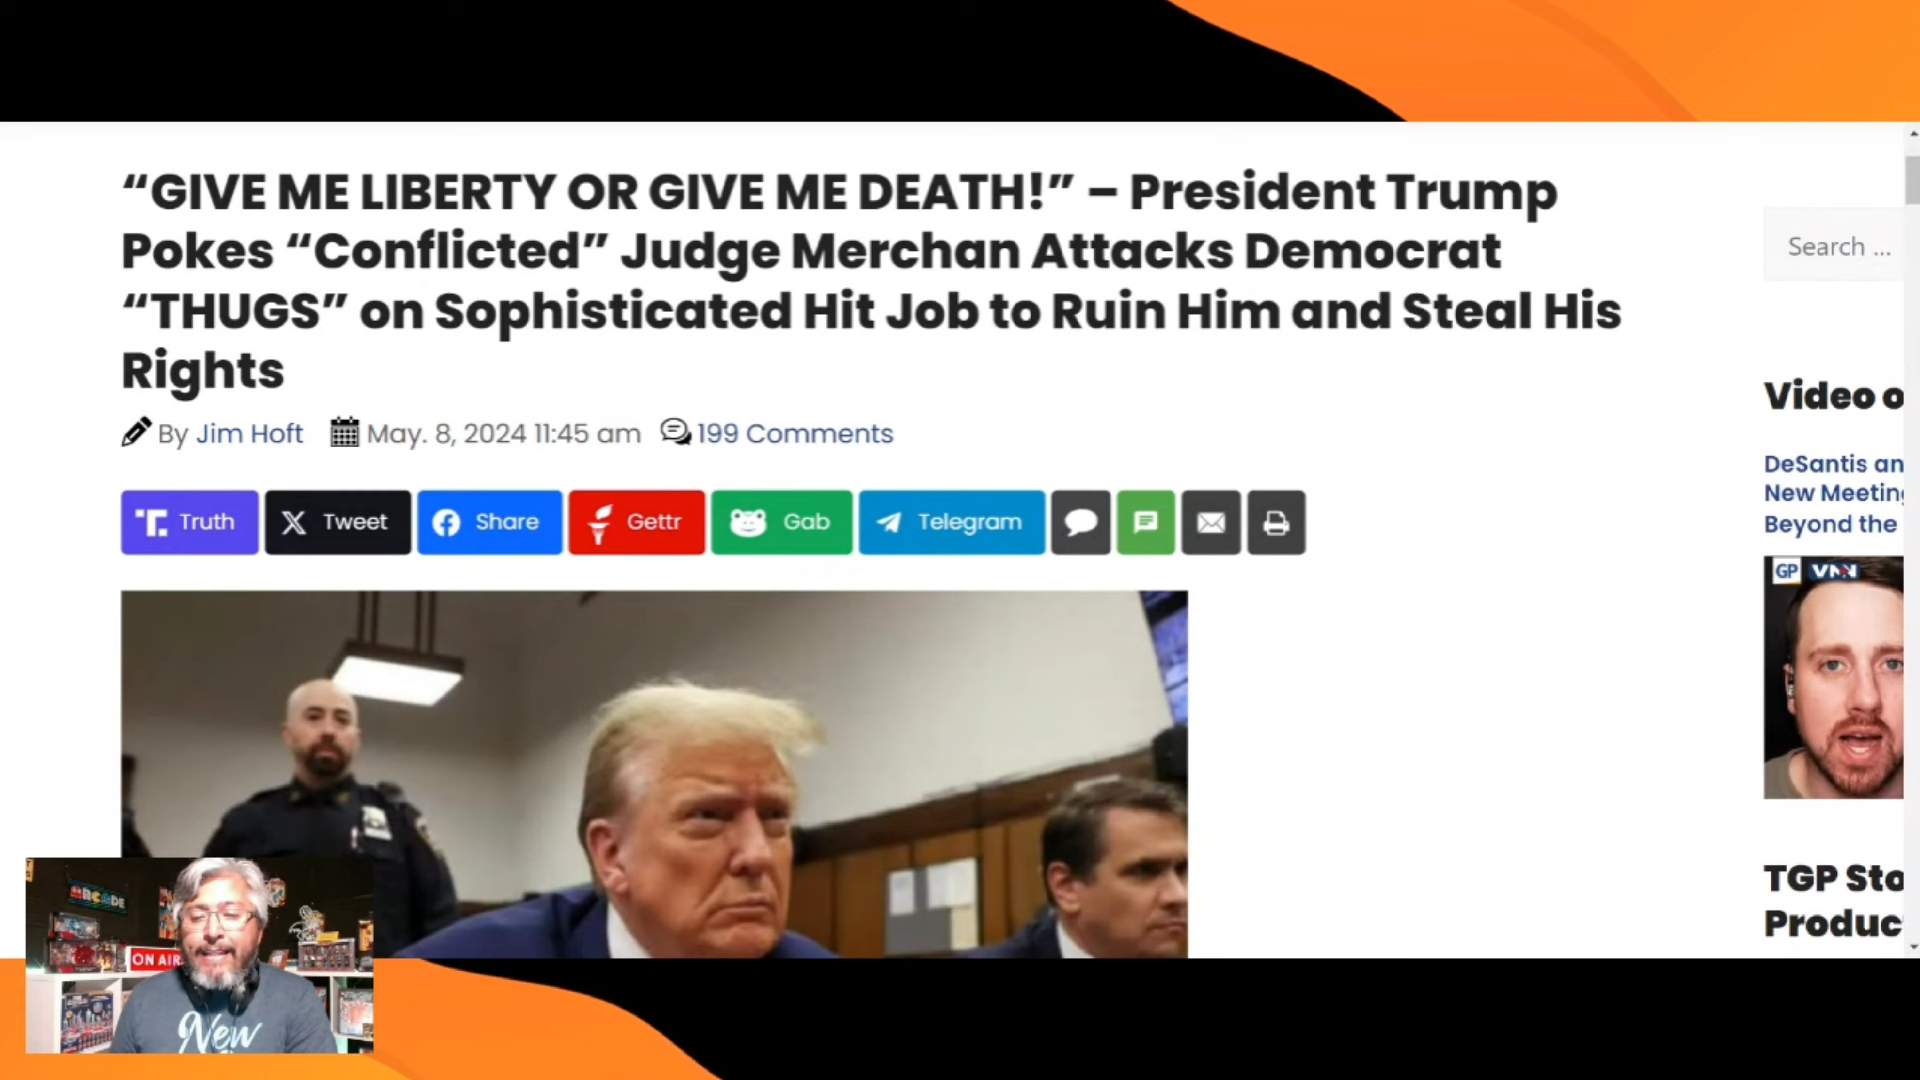 “GIVE ME LIBERTY OR GIVE ME DEATH!” – President Trump
Pokes “Conflicted” Judge Merchan Attacks Democrat
“THUGS” on Sophisticated Hit Job to Ruin Him and Steal His
Rights
By Jim Hoft May. 8, 2024 11:45 am 199 Comments
Truth Tweet Share Gettr Gab Telegram
Search ...
Video o
DeSantis an
New Meeting
Beyond the
GP VNN
TGP Sto
Produc
ARCADE
ON AIR
New